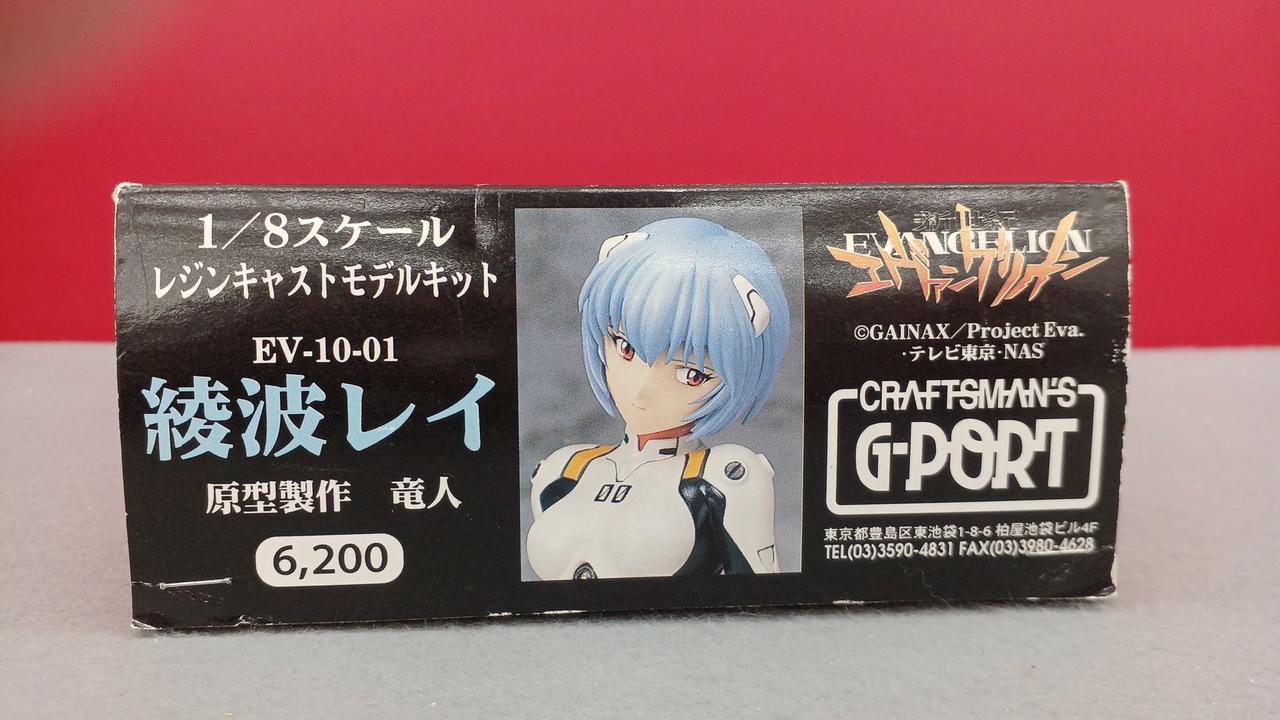 1/8スケール
レジンキャストモデルキット
EV-10-01
綾波レイ
原型製作 竜人
6,200
00
新世紀
EVANGELION
エヴァンゲリオン
©GAINAX/Project Eva.
・テレビ東京・NAS
CRAFTSMAN'S
G-PORT
東京都豊島区東池袋1-8-6 柏屋池袋ビル4F
TEL(03)3590-4831 FAX(03)3980-4628